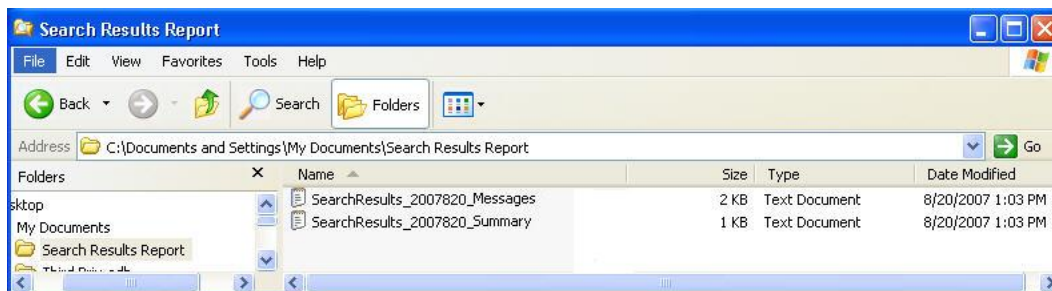 Search Results Report
File Edit View Favorites Tools Help
Back Search Folders
Address C:\Documents and Settings\My Documents\Search Results Report Go
Folders x Name Size Type Date Modified
sktop SearchResults_2007820_Messages 2 KB Text Document 8/20/2007 1:03 PM
My Documents SearchResults_2007820_Summary 1 KB Text Document 8/20/2007 1:03 PM
Search Results Report